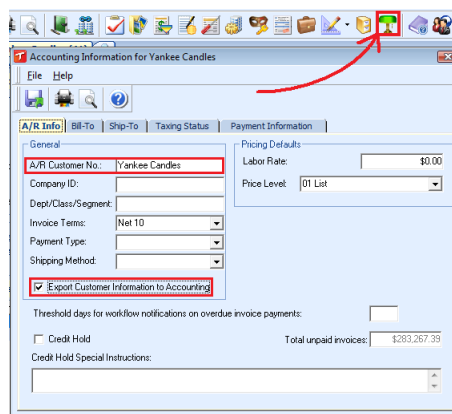 Accounting Information for Yankee Candles
File Help
A/R Info Bill-To Ship-To Taxing Status Payment Information
General
Pricing Defaults
A/R Customer No.: Yankee Candles
Labor Rate: $0.00
Company ID:
Price Level: 01 List
Dept/Class/Segment:
Invoice Terms: Net 10
Payment Type:
Shipping Method:
Export Customer Information to Accounting
Threshold days for workflow notifications on overdue invoice payments:
Credit Hold
Total unpaid invoices: $283,267.39
Credit Hold Special Instructions: